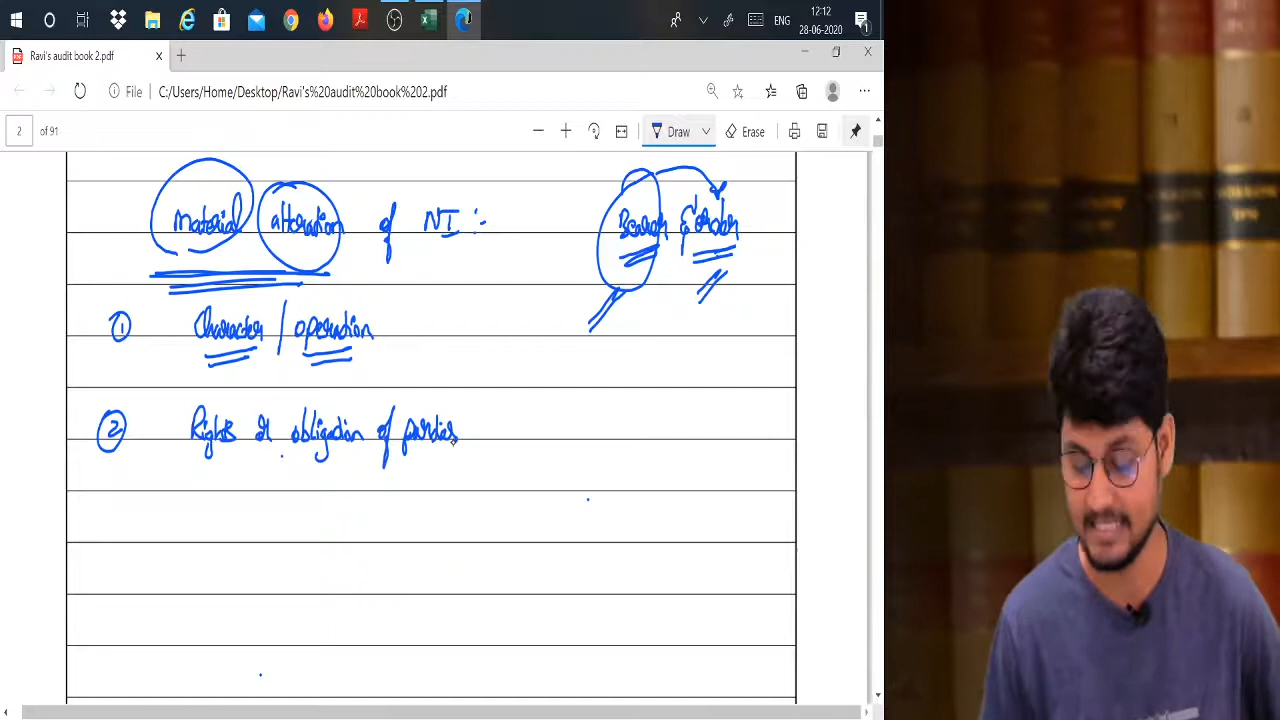 12:12
ENG
28-06-2020
1
Ravi's audit book 2.pdf
File
C:/Users/Home/Desktop/Ravi's%20audit%20book%202.pdf
2 of 91
Draw
Erase
Material alteration of NI :-
Bearer & order
① Character / operation
② Rights or obligation of parties